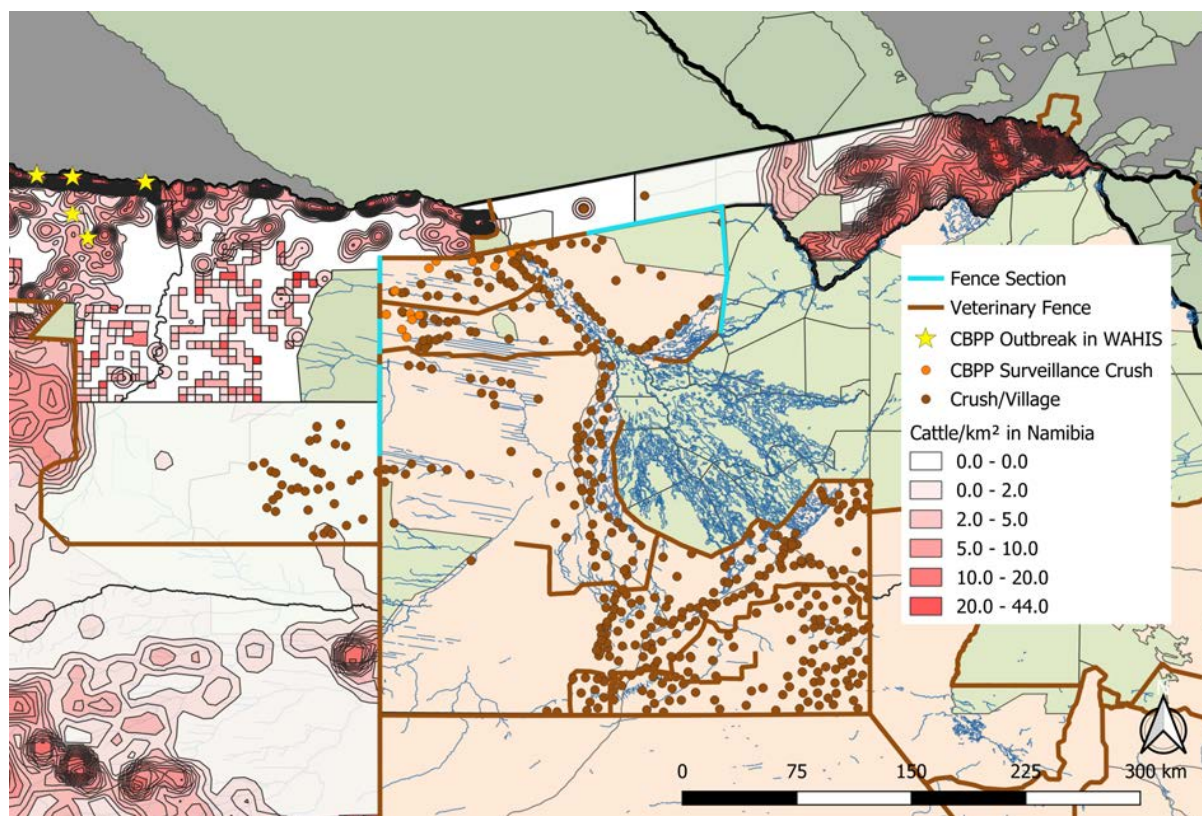 Fence Section
Veterinary Fence
CBPP Outbreak in WAHIS
CBPP Surveillance Crush
Crush/Village
Cattle/km² in Namibia
0.0 - 0.0
0.0 - 2.0
2.0 - 5.0
5.0 - 10.0
10.0 - 20.0
20.0 - 44.0
0 75 150 225 300 km